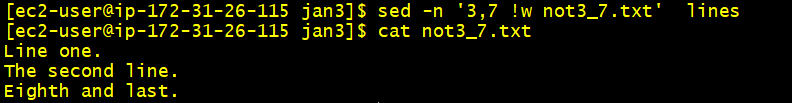 [ec2-user@ip-172-31-26-115 jan3]$ sed -n '3,7 !w not3_7.txt'  lines
[ec2-user@ip-172-31-26-115 jan3]$ cat not3_7.txt
Line one.
The second line.
Eighth and last.